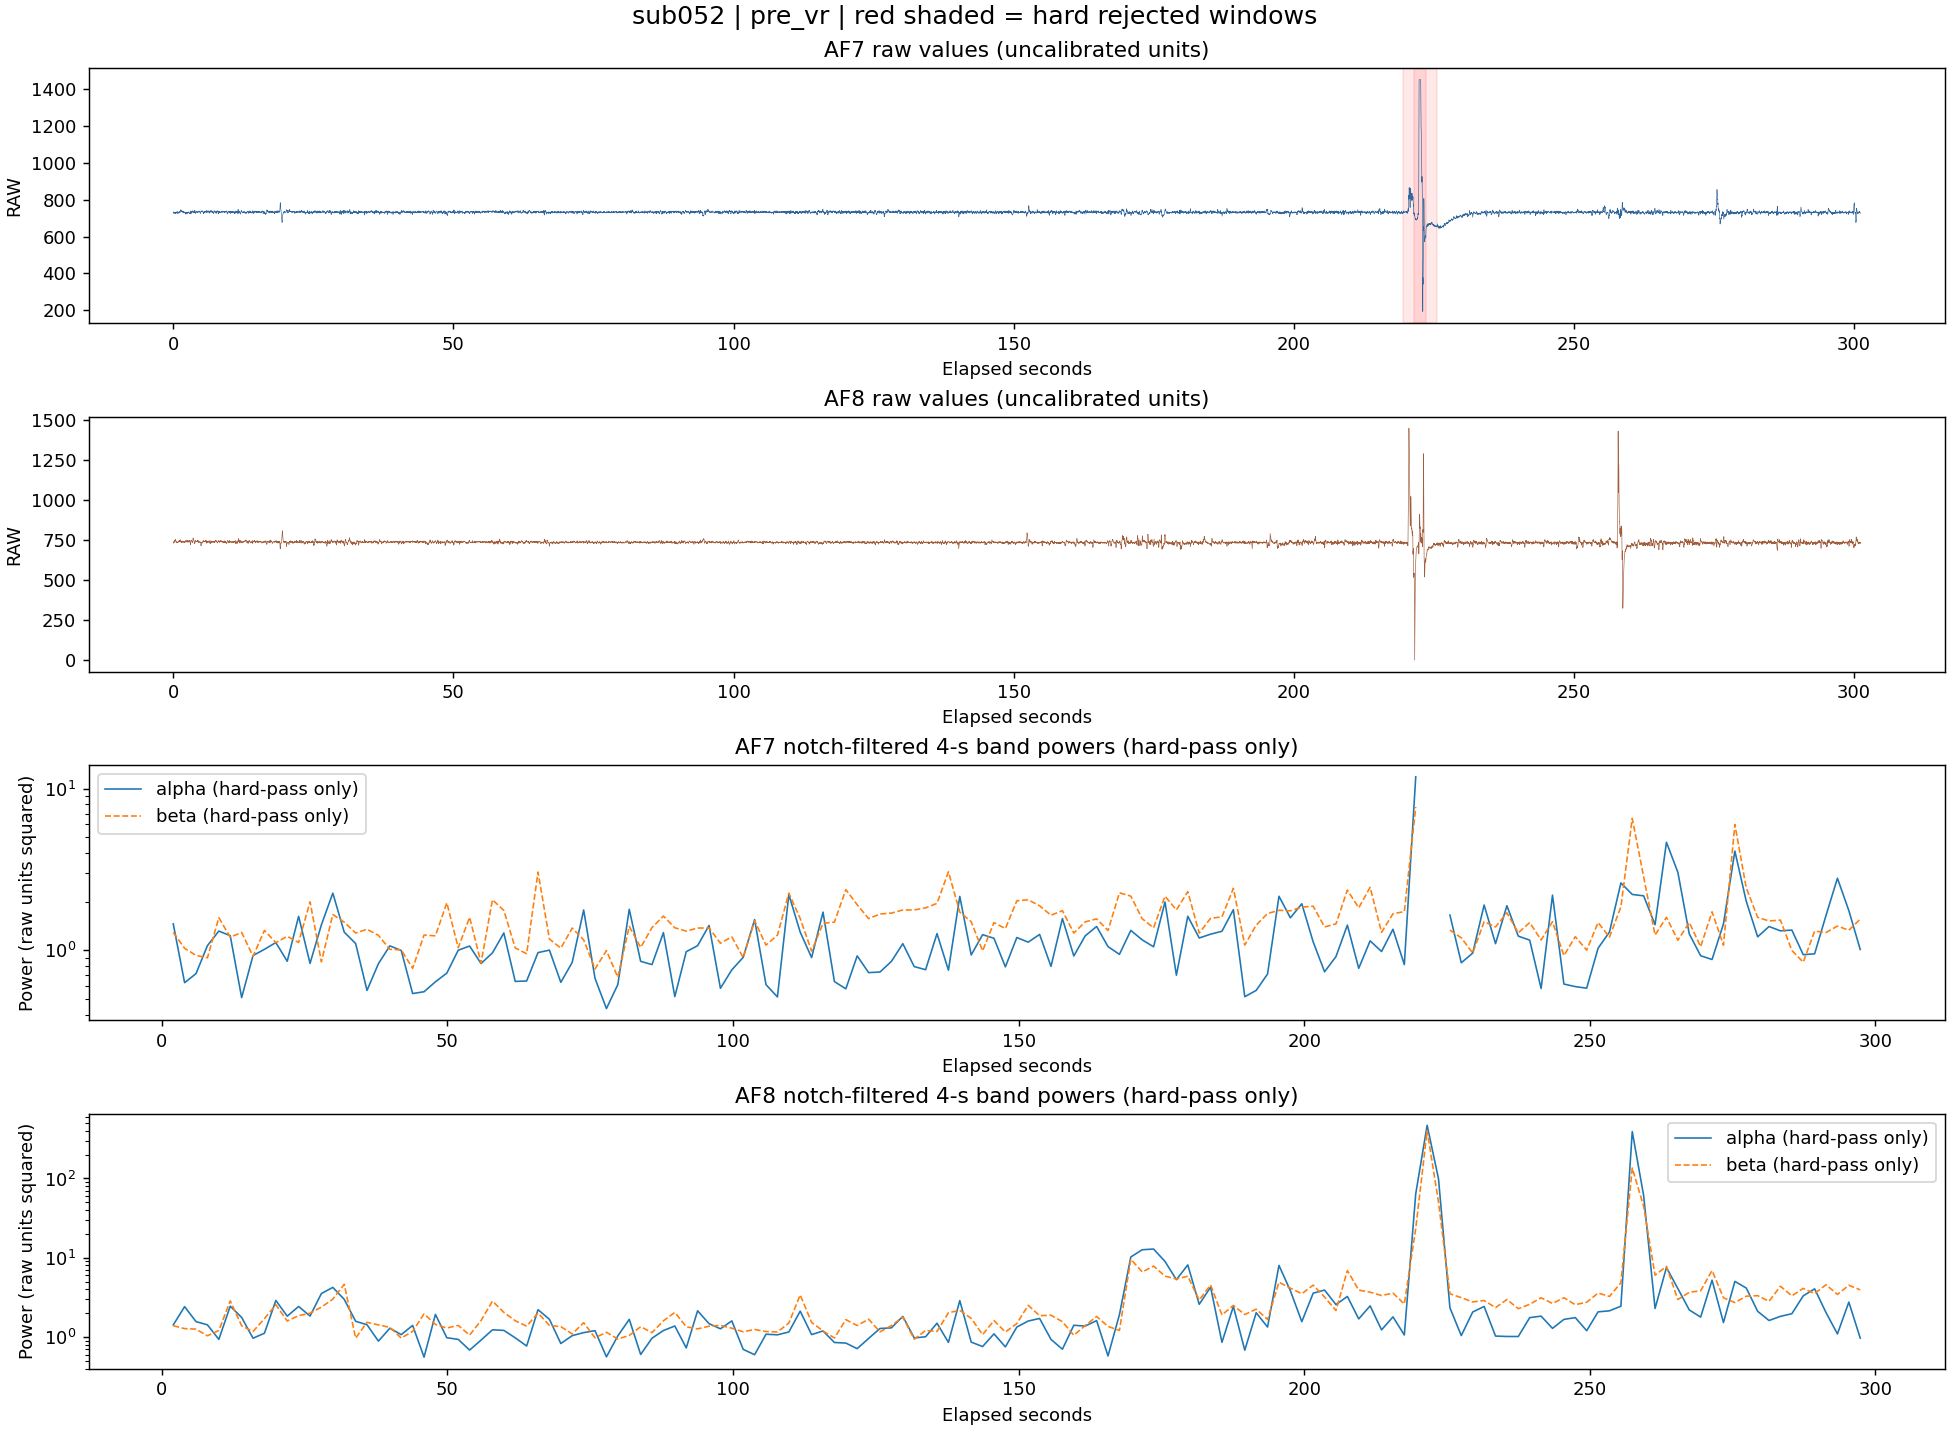 sub052 | pre_vr | red shaded = hard rejected windows
AF7 raw values (uncalibrated units)
RAW
1400
1200
1000
800
600
400
200
0 50 100 150 200 250 300
Elapsed seconds
AF8 raw values (uncalibrated units)
RAW
1500
1250
1000
750
500
250
0
0 50 100 150 200 250 300
Elapsed seconds
AF7 notch-filtered 4-s band powers (hard-pass only)
Power (raw units squared)
alpha (hard-pass only)
beta (hard-pass only)
10¹
10⁰
0 50 100 150 200 250 300
Elapsed seconds
AF8 notch-filtered 4-s band powers (hard-pass only)
Power (raw units squared)
alpha (hard-pass only)
beta (hard-pass only)
10²
10¹
10⁰
0 50 100 150 200 250 300
Elapsed seconds